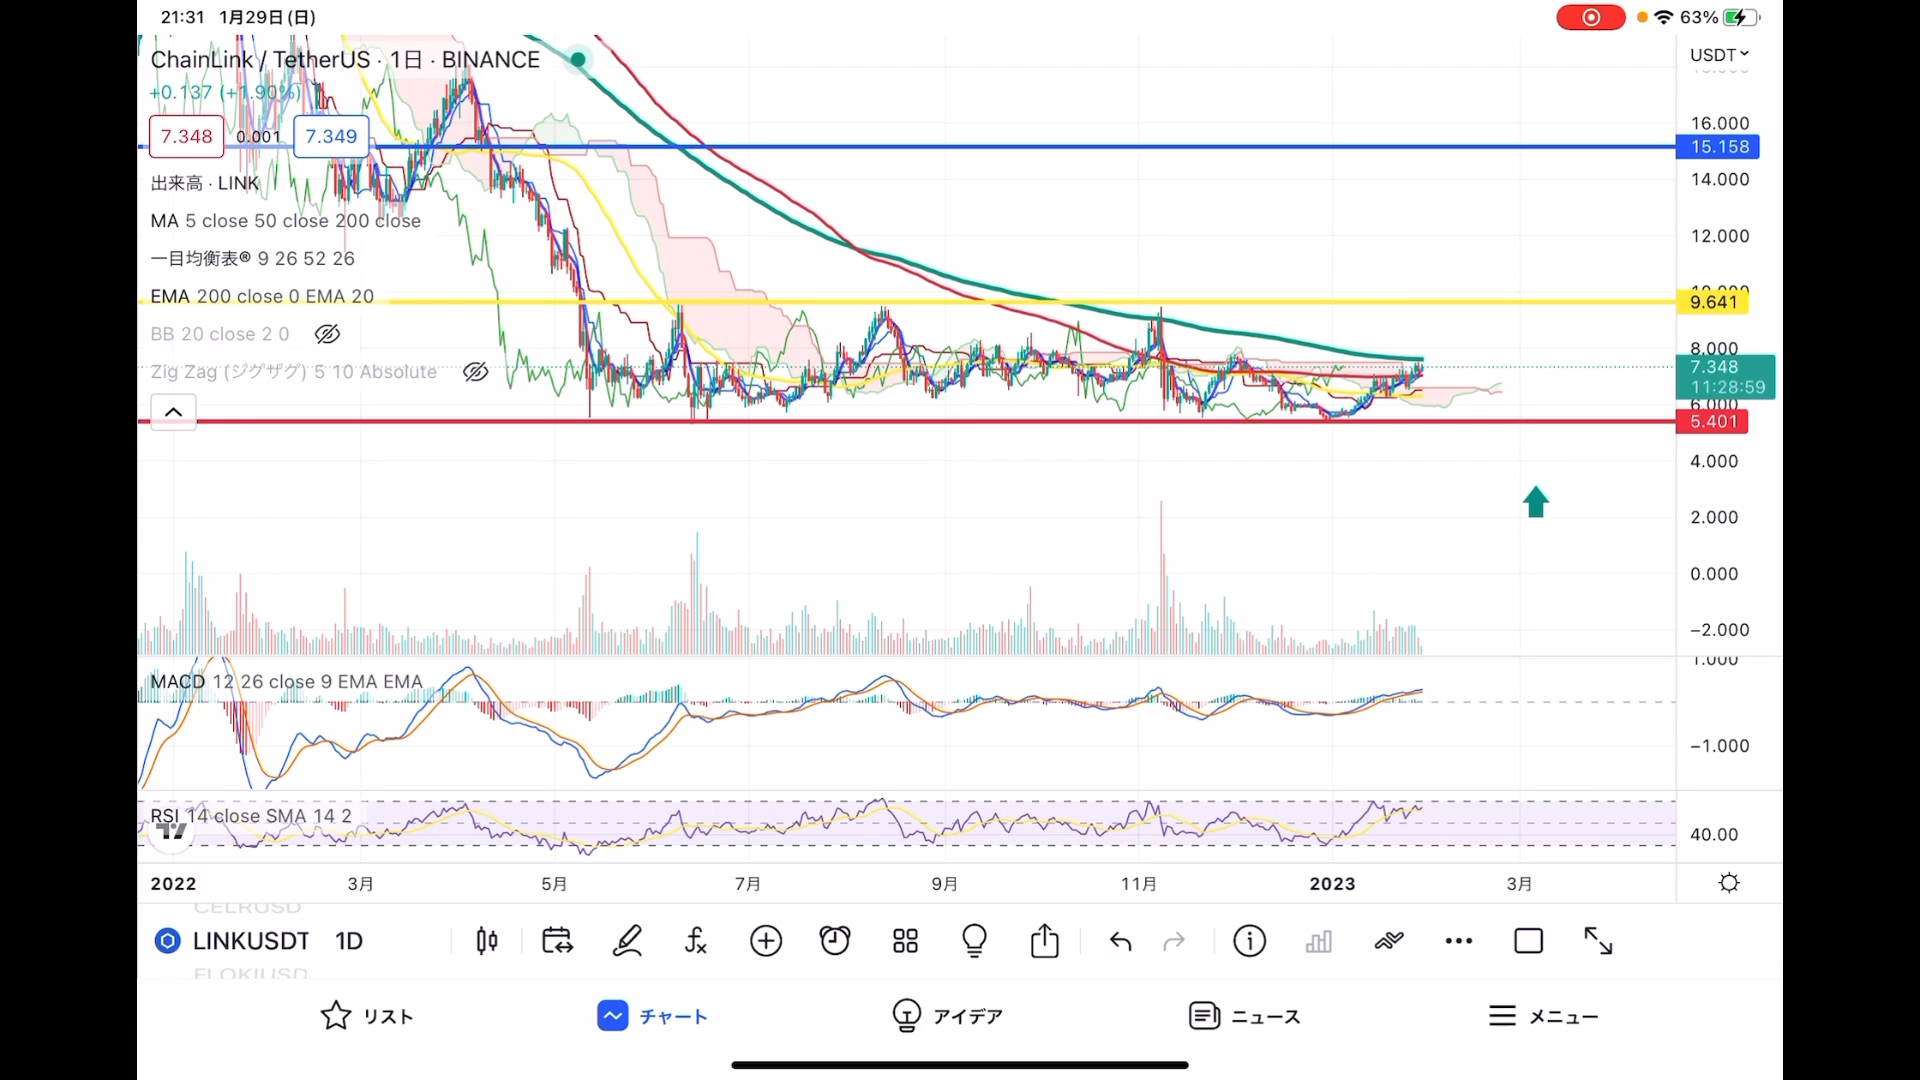 21:31 1月29日(日)
63%
ChainLink / TetherUS · 1日 · BINANCE
USDT
+0.137 (+1.90%)
7.348 0.001 7.349
出来高 · LINK
MA 5 close 50 close 200 close
一目均衡表® 9 26 52 26
EMA 200 close 0 EMA 20
BB 20 close 2 0
Zig Zag (ジグザグ) 5 10 Absolute
16.000
15.158
14.000
12.000
10.000
9.641
8.000
7.348
11:28:59
6.000
5.401
4.000
2.000
0.000
−2.000
1.000
MACD 12 26 close 9 EMA EMA
−1.000
RSI 14 close SMA 14 2
40.00
2022 3月 5月 7月 9月 11月 2023 3月
CELRUSD
LINKUSDT 1D
FLOKIUSD
リスト チャート アイデア ニュース メニュー